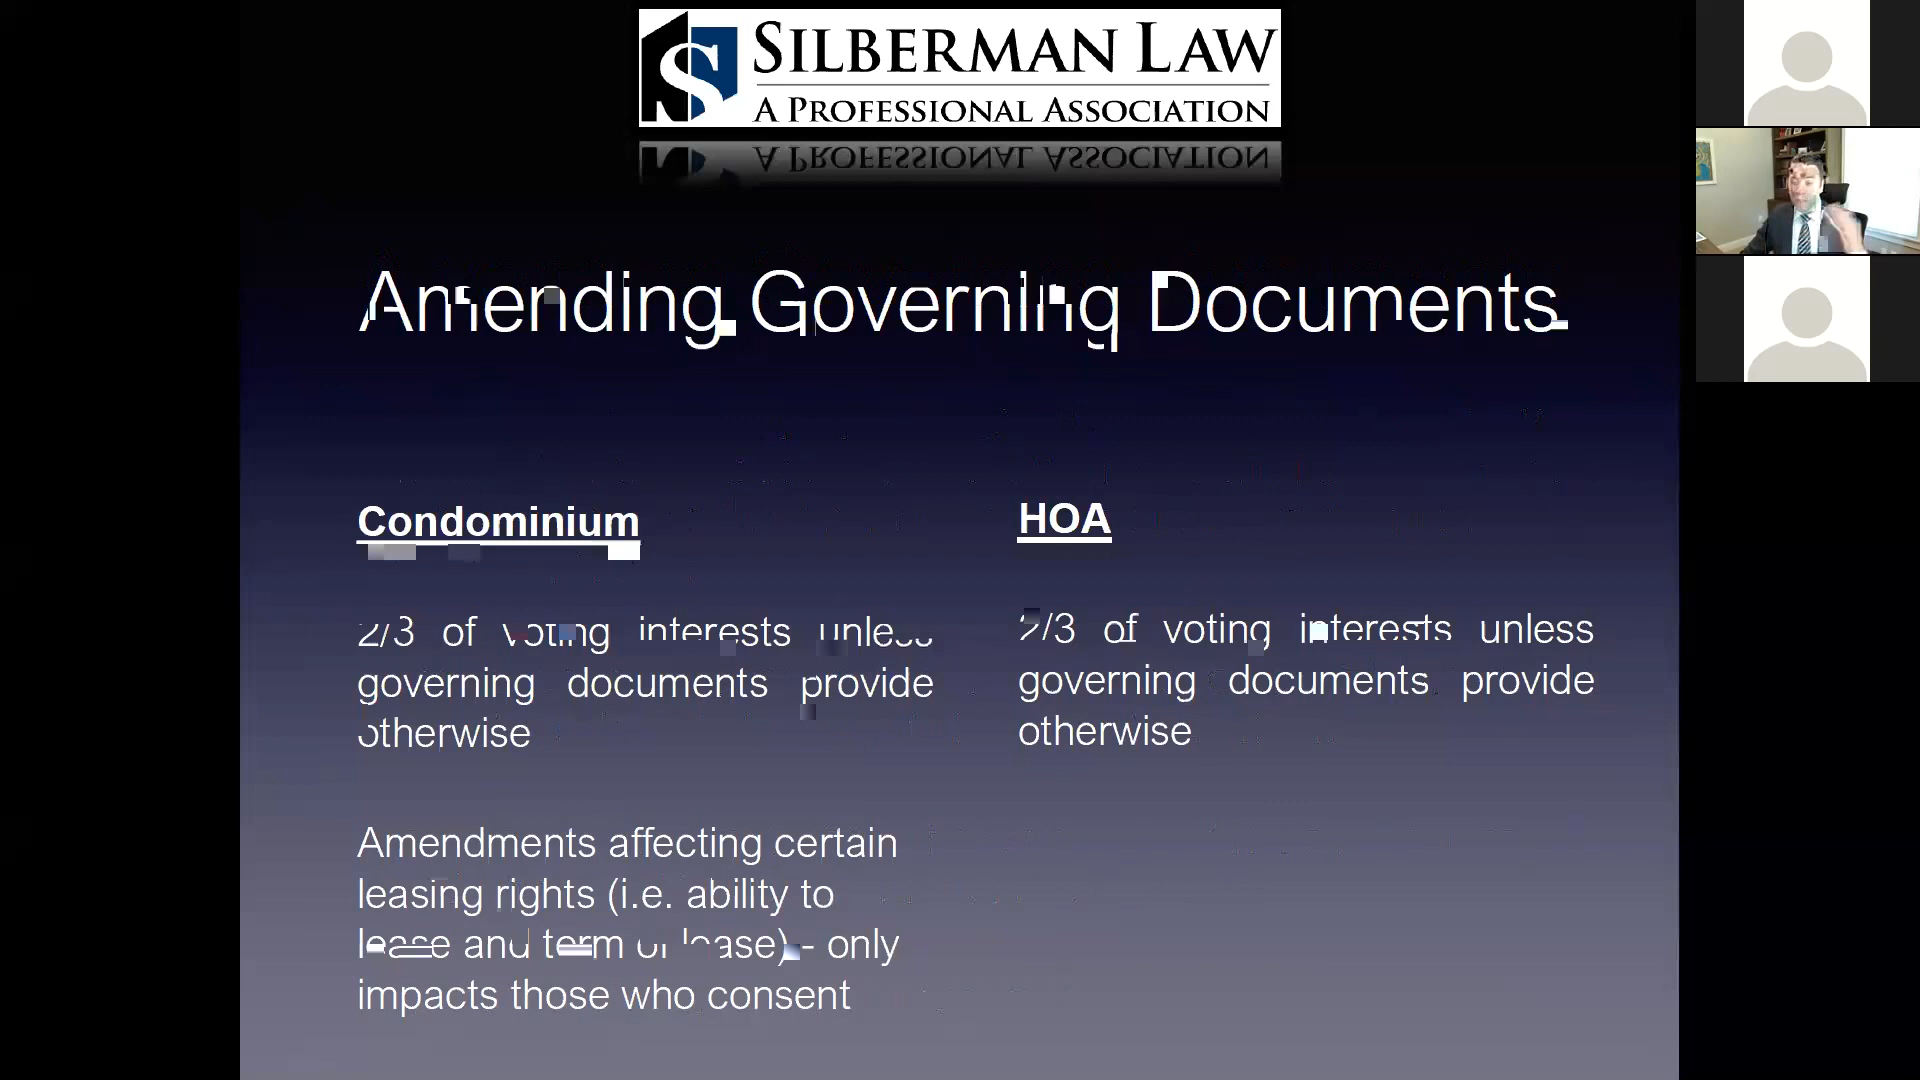 SILBERMAN LAW
A PROFESSIONAL ASSOCIATION
Amending Governing Documents
Condominium
2/3 of voting interests unless
governing documents provide
otherwise
Amendments affecting certain
leasing rights (i.e. ability to
lease and term of lease) - only
impacts those who consent
HOA
2/3 of voting interests unless
governing documents provide
otherwise